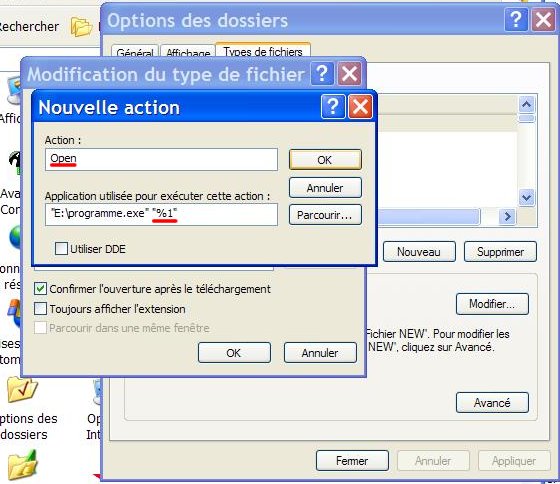 Options des dossiers
Rechercher
Général
Affichage
Types de fichiers
Modification du type de fichier
Nouvelle action
Action :
Open
OK
Annuler
Application utilisée pour exécuter cette action :
"E:\programme.exe" "%1"
Parcourir...
Utiliser DDE
Nouveau
Supprimer
Confirmer l'ouverture après le téléchargement
Toujours afficher l'extension
Parcourir dans une même fenêtre
OK
Annuler
Modifier...
Fichier NEW". Pour modifier les
NEW", cliquez sur Avancé.
Avancé
Fermer
Annuler
Appliquer
ptions des
dossiers
Op
Int
Affic
Ava
Con
onn
rés
ises
tom